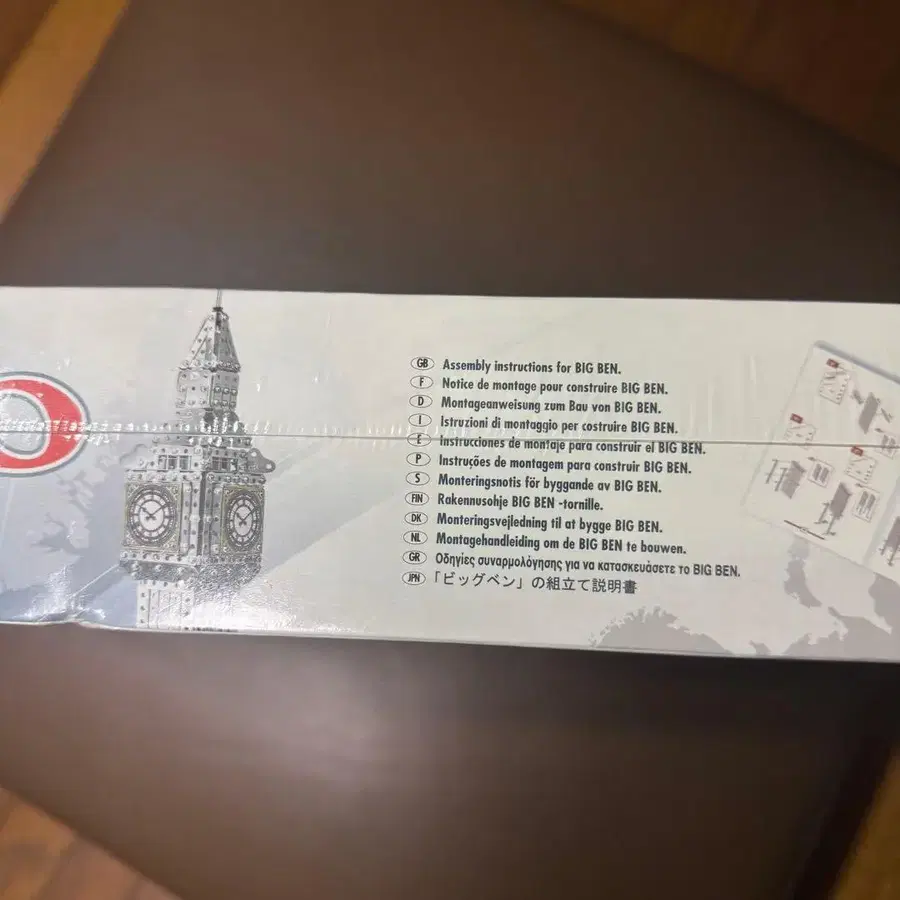 GB Assembly instructions for BIG BEN.
F Notice de montage pour construire BIG BEN.
D Montageanweisung zum Bau von BIG BEN.
I Istruzioni di montaggio per costruire BIG BEN.
E Instrucciones de montaje para construir el BIG BEN.
P Instruções de montagem para construir BIG BEN.
S Monteringsnotis för byggande av BIG BEN.
FIN Rakennusohje BIG BEN -tornille.
DK Monteringsvejledning til at bygge BIG BEN.
NL Montagehandleiding om de BIG BEN te bouwen.
GR Οδηγίες συναρμολόγησης για να κατασκευάσετε το BIG BEN.
JPN 「ビッグベン」の組立て説明書